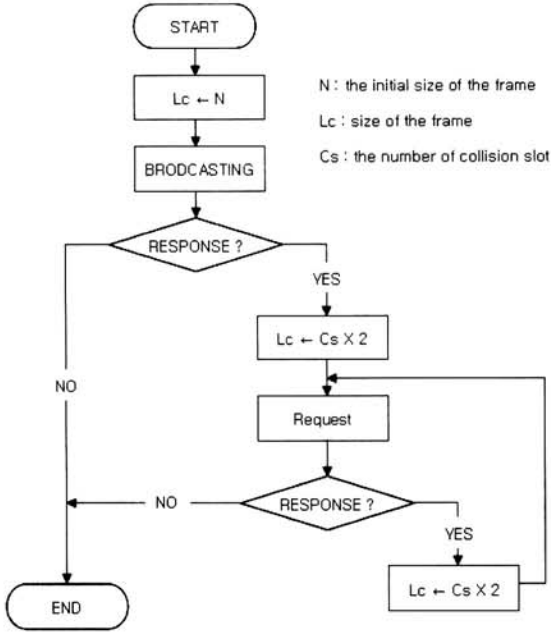 START
Lc ← N
N : the initial size of the frame
Lc : size of the frame
Cs : the number of collision slot
BRODCASTING
RESPONSE ?
YES
Lc ← Cs X 2
NO
Request
RESPONSE ?
NO
YES
Lc ← Cs X 2
END